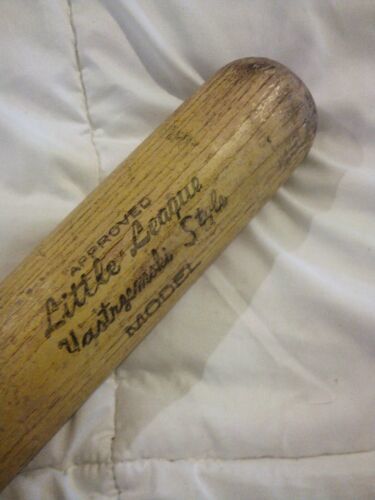 APPROVED
Little League
Yastrzemski Style
MODEL